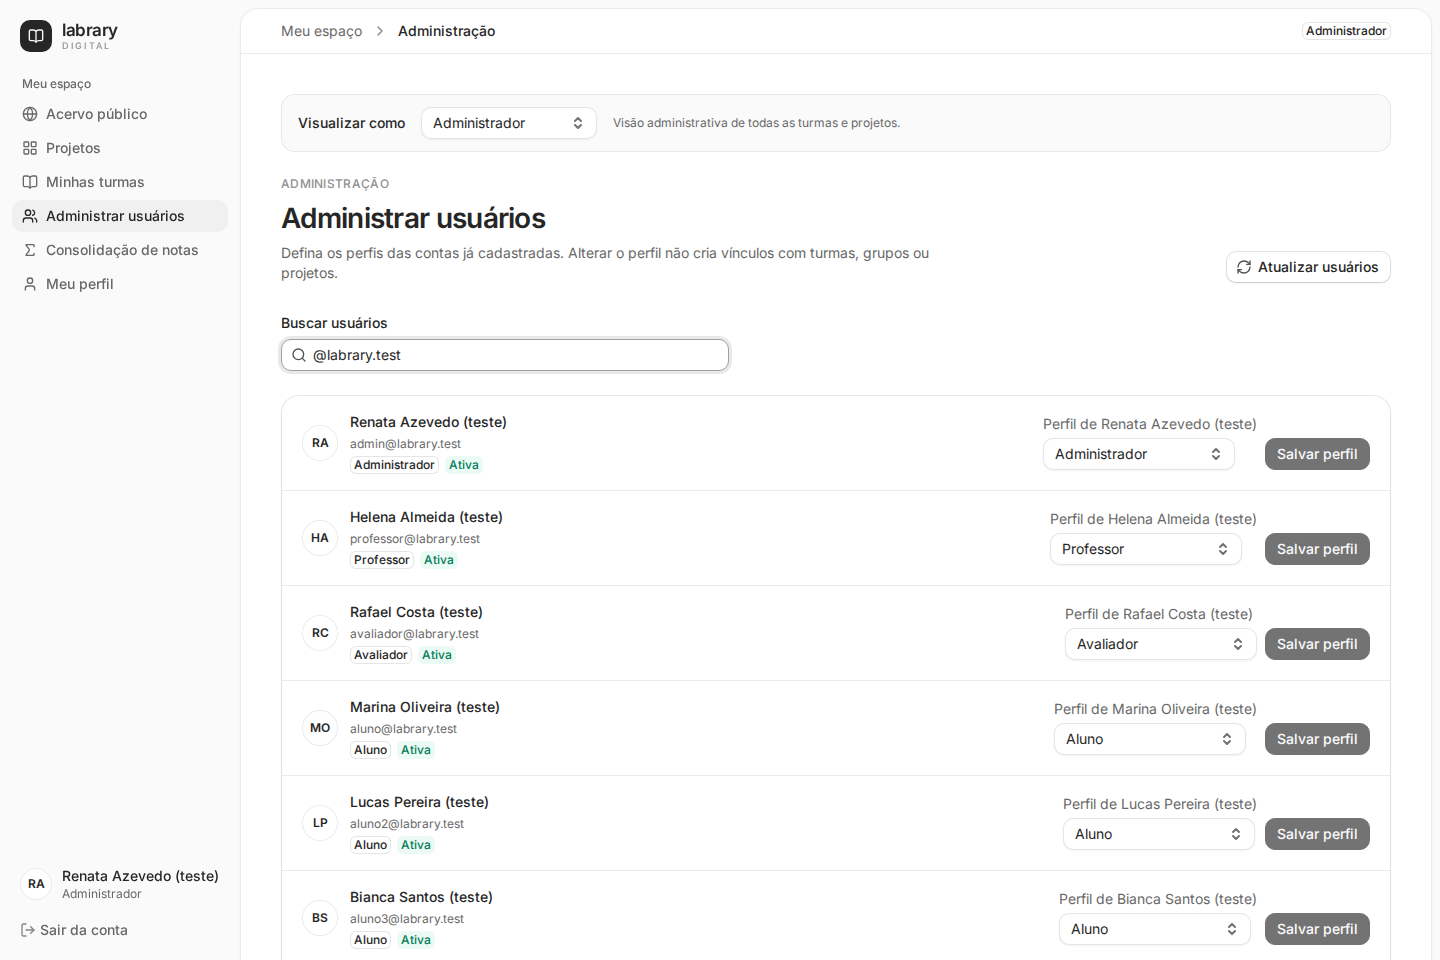 labrary
DIGITAL
Meu espaço
Acervo público
Projetos
Minhas turmas
Administrar usuários
Consolidação de notas
Meu perfil
RA
Renata Azevedo (teste)
Administrador
Sair da conta
Meu espaço
Administração
Administrador
Visualizar como
Administrador
Visão administrativa de todas as turmas e projetos.
ADMINISTRAÇÃO
Administrar usuários
Defina os perfis das contas já cadastradas. Alterar o perfil não cria vínculos com turmas, grupos ou
projetos.
Atualizar usuários
Buscar usuários
@labrary.test
RA
Renata Azevedo (teste)
admin@labrary.test
Administrador Ativa
Perfil de Renata Azevedo (teste)
Administrador
Salvar perfil
HA
Helena Almeida (teste)
professor@labrary.test
Professor Ativa
Perfil de Helena Almeida (teste)
Professor
Salvar perfil
RC
Rafael Costa (teste)
avaliador@labrary.test
Avaliador Ativa
Perfil de Rafael Costa (teste)
Avaliador
Salvar perfil
MO
Marina Oliveira (teste)
aluno@labrary.test
Aluno Ativa
Perfil de Marina Oliveira (teste)
Aluno
Salvar perfil
LP
Lucas Pereira (teste)
aluno2@labrary.test
Aluno Ativa
Perfil de Lucas Pereira (teste)
Aluno
Salvar perfil
BS
Bianca Santos (teste)
aluno3@labrary.test
Aluno Ativa
Perfil de Bianca Santos (teste)
Aluno
Salvar perfil